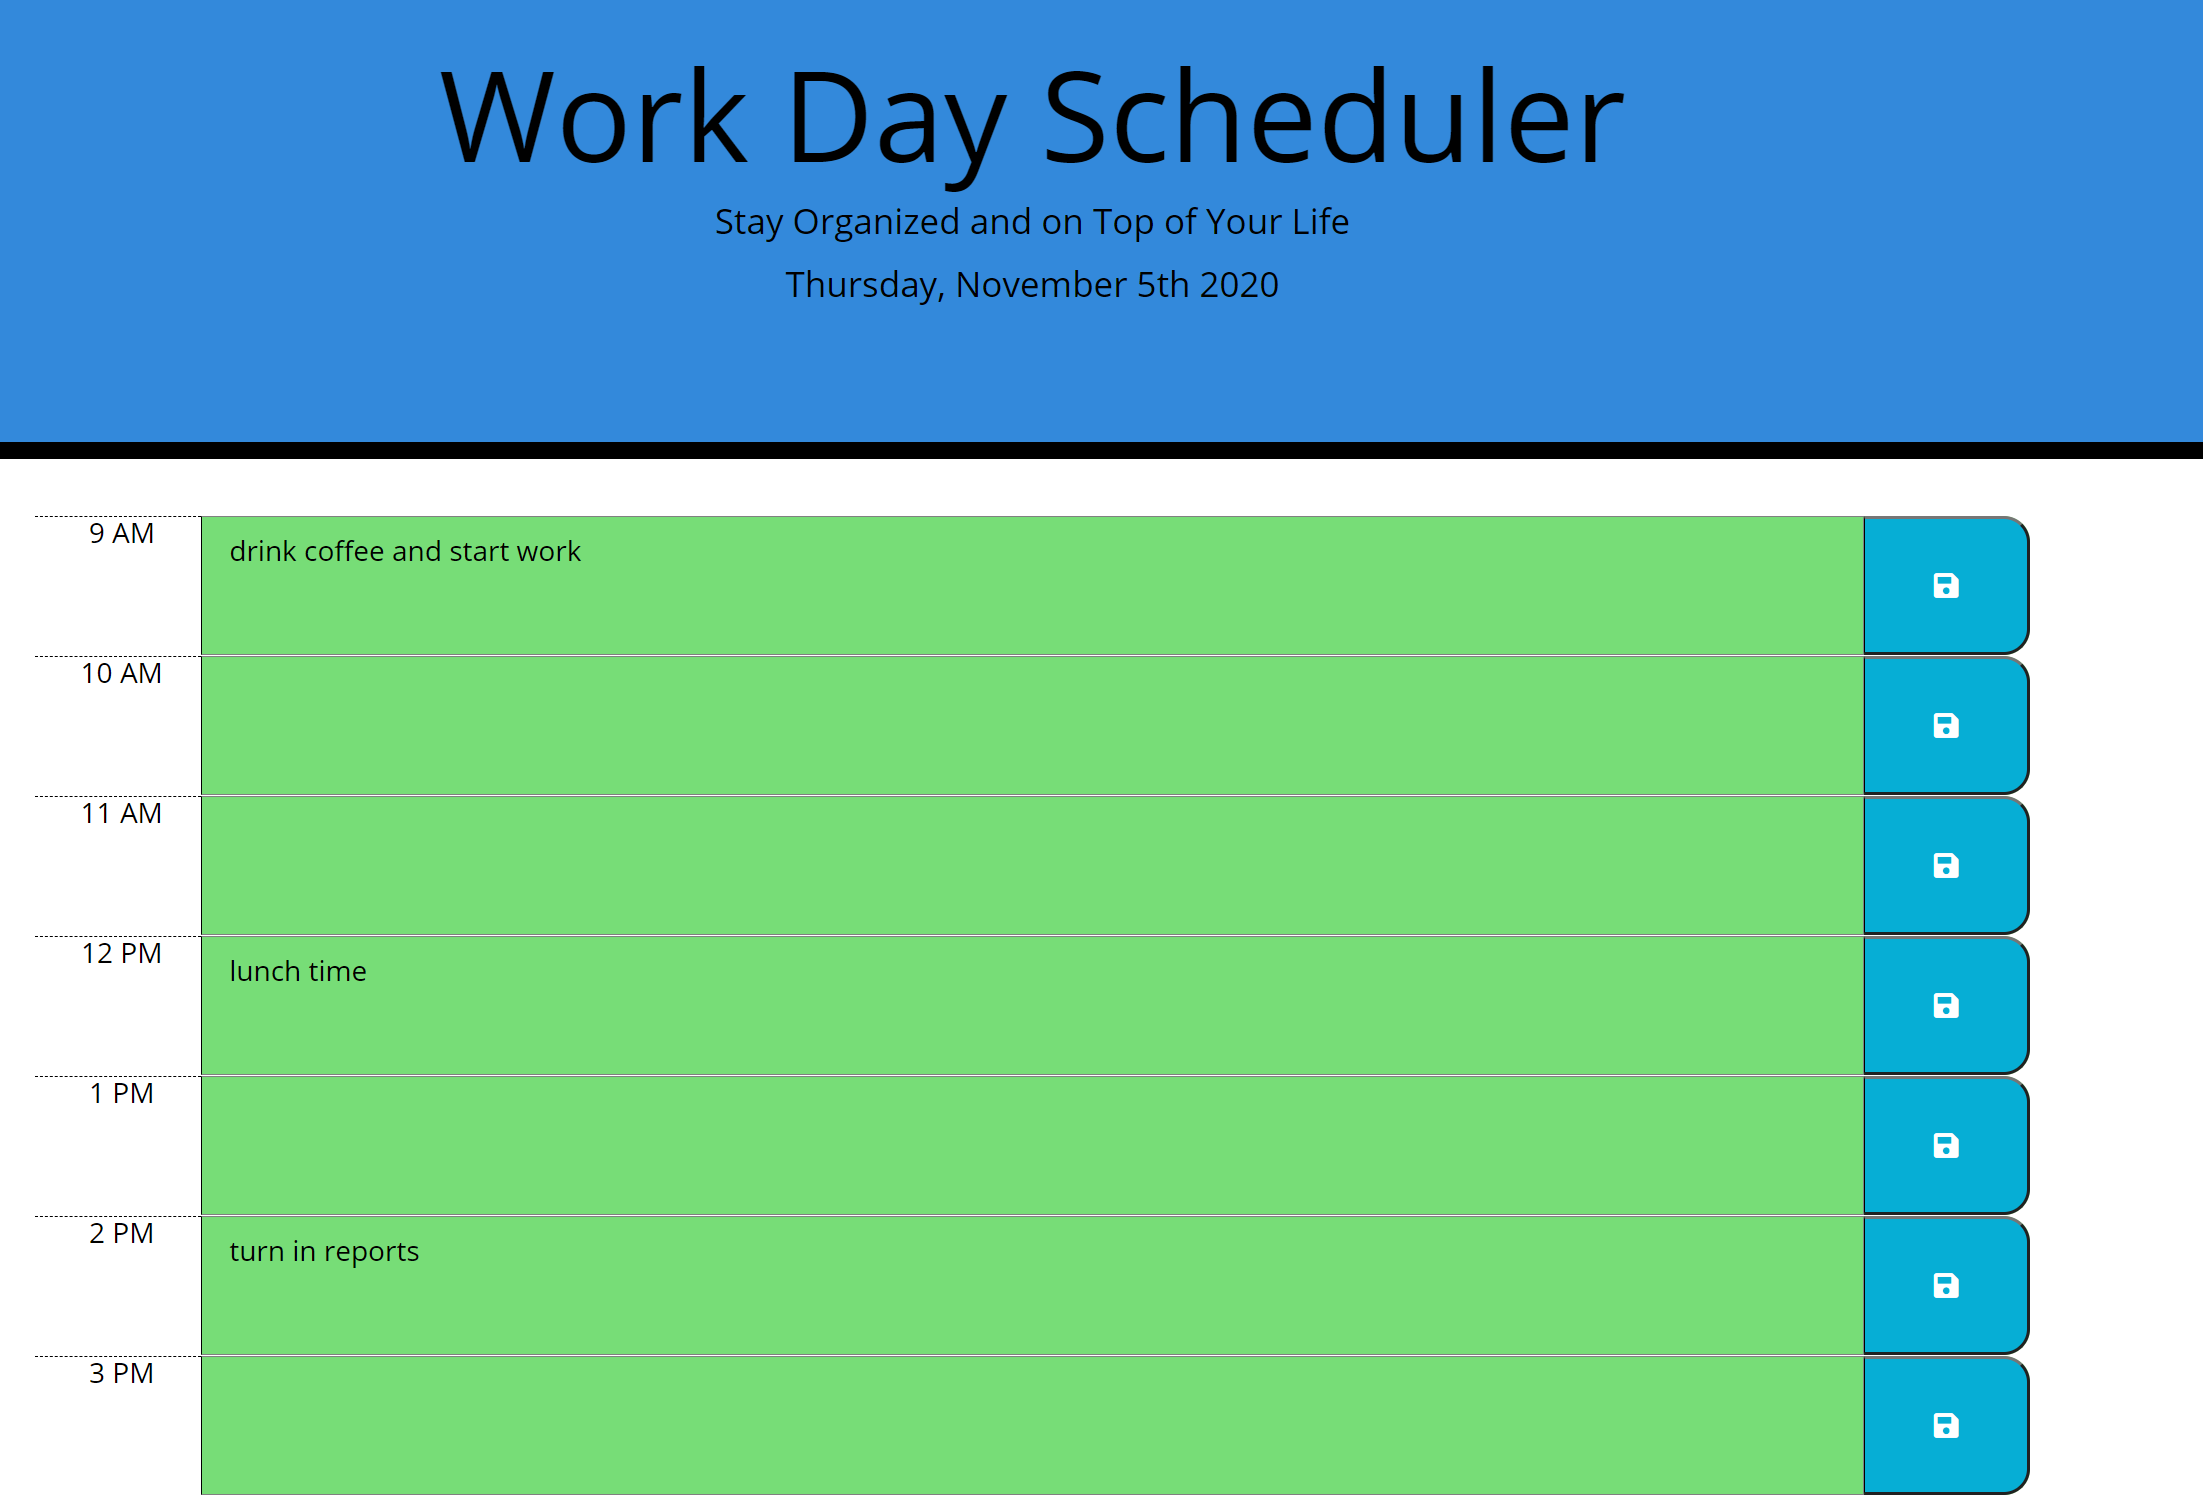 Work Day Scheduler
Stay Organized and on Top of Your Life
Thursday, November 5th 2020
9 AM
drink coffee and start work
10 AM
11 AM
12 PM
lunch time
1 PM
2 PM
turn in reports
3 PM